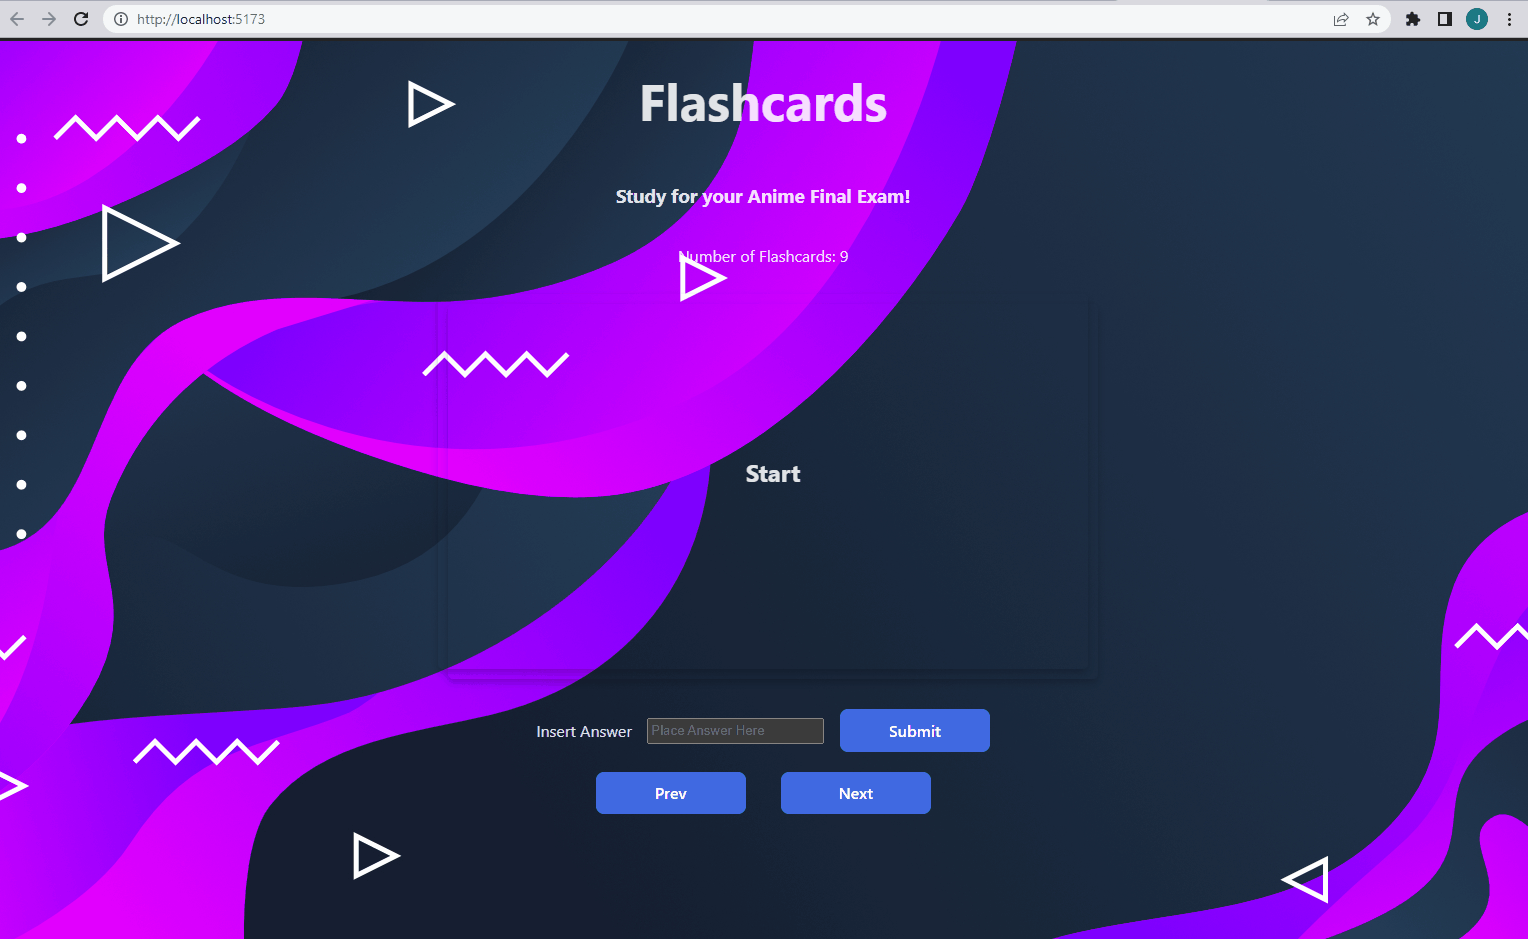 http://localhost:5173
J
Flashcards
Study for your Anime Final Exam!
Number of Flashcards: 9
Start
Insert Answer Place Answer Here Submit
Prev Next